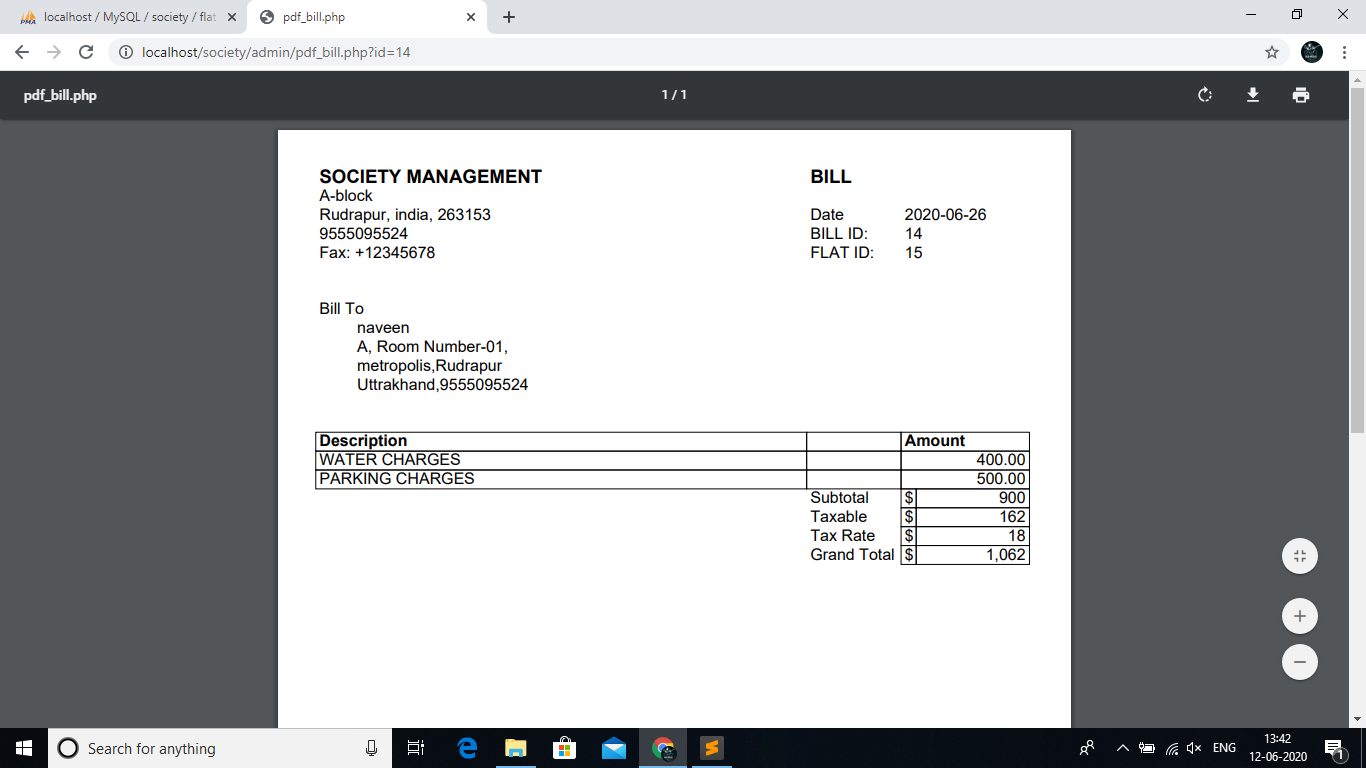 localhost / MySQL / society / flat
pdf_bill.php
localhost/society/admin/pdf_bill.php?id=14
pdf_bill.php
1 / 1
SOCIETY MANAGEMENT
A-block
Rudrapur, india, 263153
9555095524
Fax: +12345678
BILL
Date 2020-06-26
BILL ID: 14
FLAT ID: 15
Bill To
naveen
A, Room Number-01,
metropolis,Rudrapur
Uttrakhand,9555095524
Description Amount
WATER CHARGES 400.00
PARKING CHARGES 500.00
Subtotal $ 900
Taxable $ 162
Tax Rate $ 18
Grand Total $ 1,062
Search for anything
ENG
13:42
12-06-2020
1